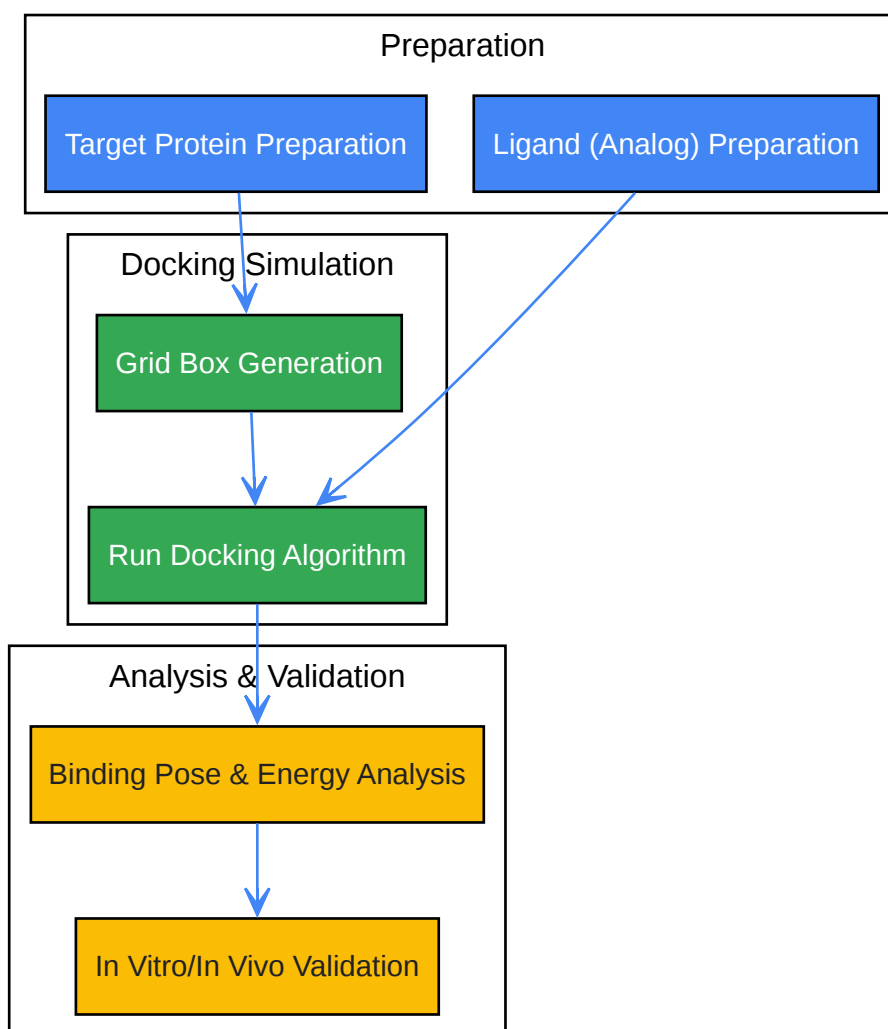 Preparation
Target Protein Preparation
Ligand (Analog) Preparation
Docking Simulation
Grid Box Generation
Run Docking Algorithm
Analysis & Validation
Binding Pose & Energy Analysis
In Vitro/In Vivo Validation